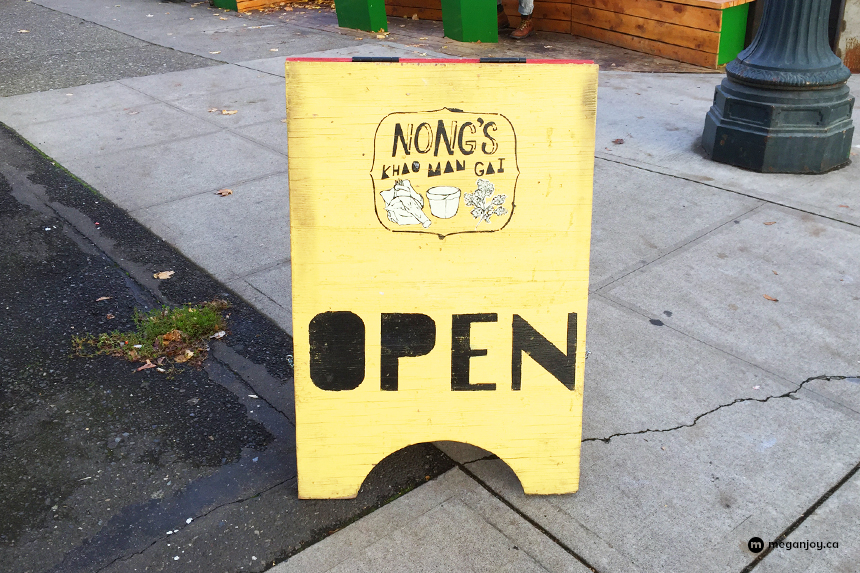 NONG'S
KHAO MAN GAI
OPEN
m meganjoy.ca